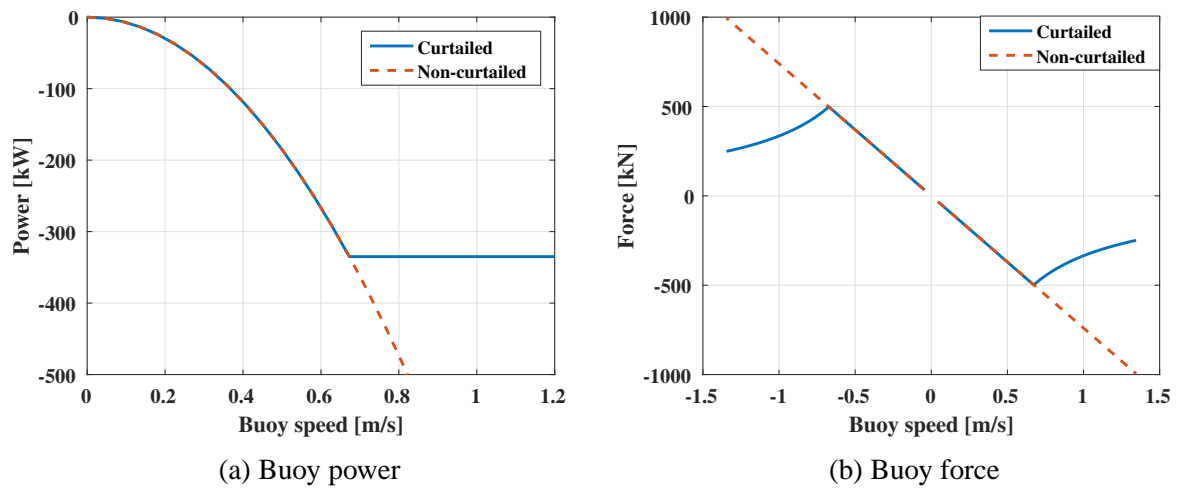 0
-100
-200
-300
-400
-500
Power [kW]
0 0.2 0.4 0.6 0.8 1 1.2
Buoy speed [m/s]
Curtailed
Non-curtailed
(a) Buoy power
1000
500
0
-500
-1000
Force [kN]
-1.5 -1 -0.5 0 0.5 1 1.5
Buoy speed [m/s]
Curtailed
Non-curtailed
(b) Buoy force